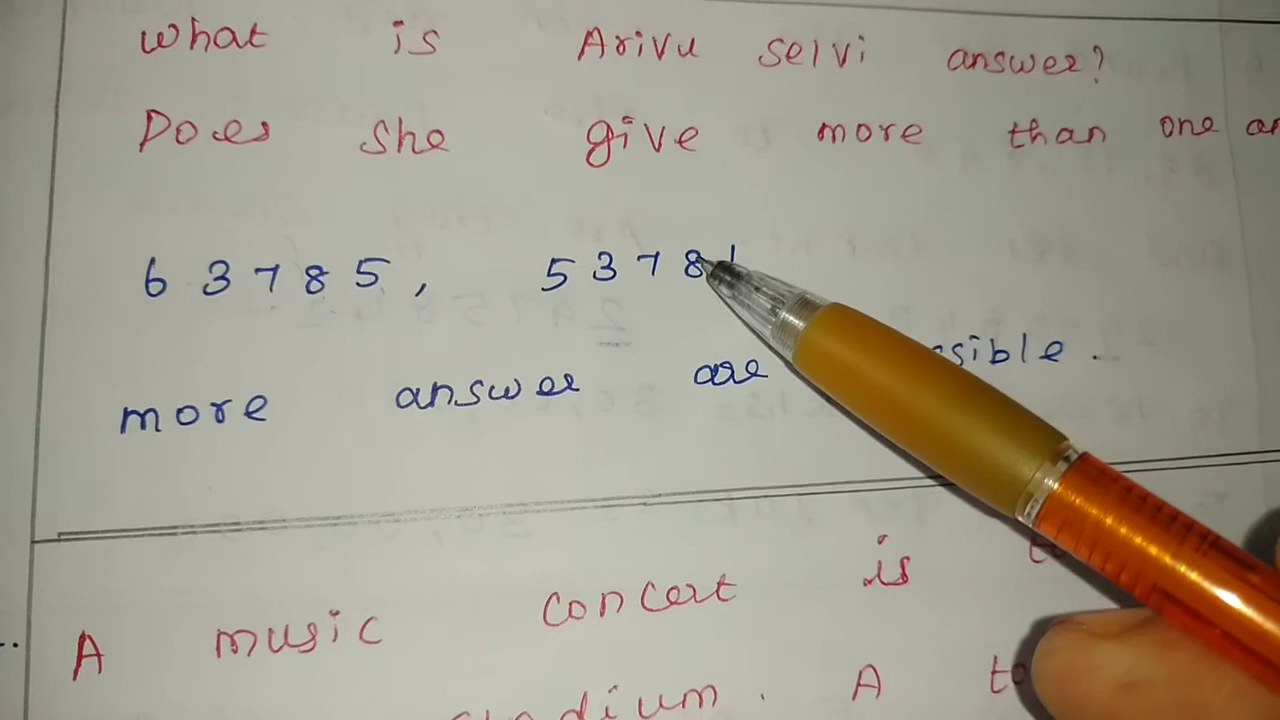 What is Arivu selvi answer?
Does she give more than one
6 3 7 8 5 , 5 3 7 8
more answer are
A music concert is
A